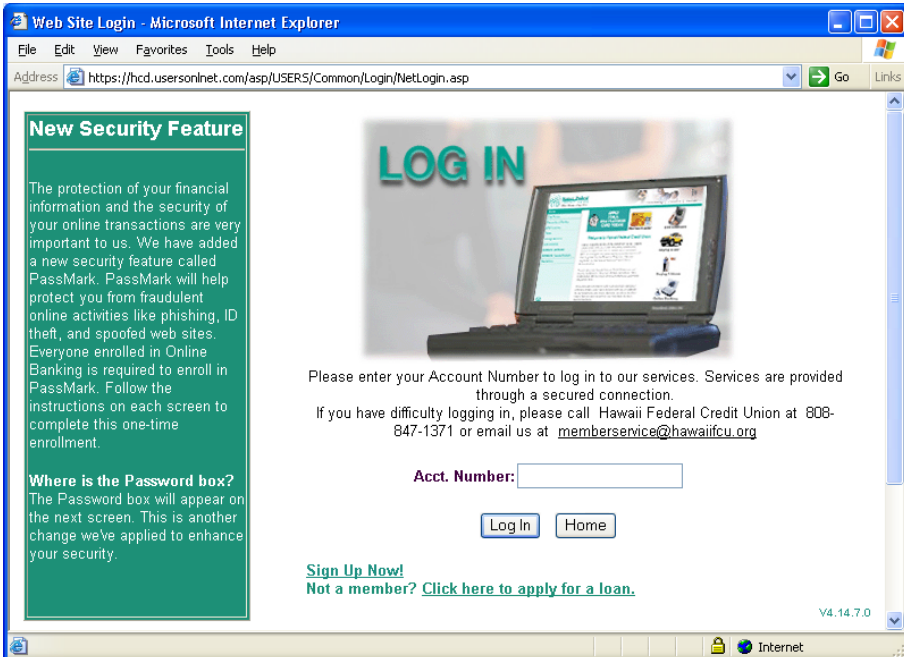 Web Site Login - Microsoft Internet Explorer
File Edit View Favorites Tools Help
Address https://hcd.usersonlnet.com/asp/USERS/Common/Login/NetLogin.asp Go Links
New Security Feature
The protection of your financial
information and the security of
your online transactions are very
important to us. We have added
a new security feature called
PassMark. PassMark will help
protect you from fraudulent
online activities like phishing, ID
theft, and spoofed web sites.
Everyone enrolled in Online
Banking is required to enroll in
PassMark. Follow the
instructions on each screen to
complete this one-time
enrollment.
Where is the Password box?
The Password box will appear on
the next screen. This is another
change we've applied to enhance
your security.
LOG IN
Please enter your Account Number to log in to our services. Services are provided
through a secured connection.
If you have difficulty logging in, please call Hawaii Federal Credit Union at 808-
847-1371 or email us at memberservice@hawaiifcu.org
Acct. Number:
Log In Home
Sign Up Now!
Not a member? Click here to apply for a loan.
V4.14.7.0
Internet